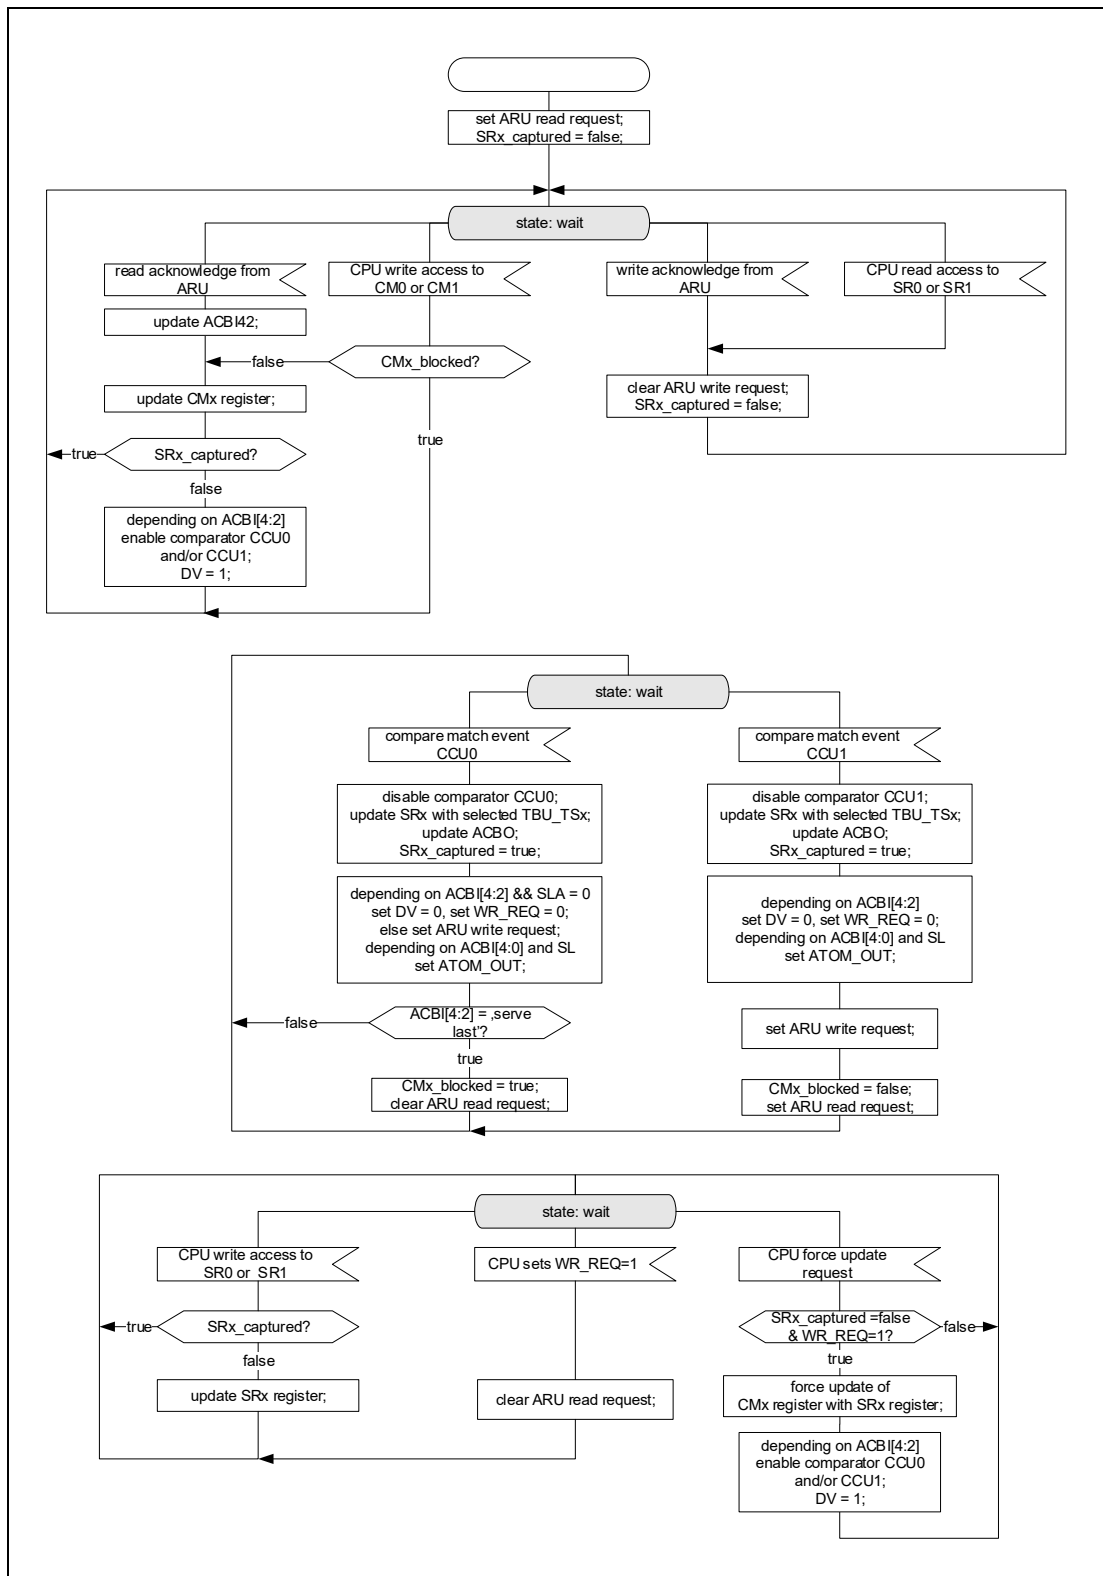 set ARU read request;
SRx_captured = false;
state: wait
read acknowledge from
ARU
CPU write access to
CM0 or CM1
write acknowledge from
ARU
CPU read access to
SR0 or SR1
update ACBI42;
false
CMx_blocked?
update CMx register;
clear ARU write request;
SRx_captured = false;
true
true
SRx_captured?
false
depending on ACBI[4:2]
enable comparator CCU0
and/or CCU1;
DV = 1;
state: wait
compare match event
CCU0
compare match event
CCU1
disable comparator CCU0;
update SRx with selected TBU_TSx;
update ACBO;
SRx_captured = true;
disable comparator CCU1;
update SRx with selected TBU_TSx;
update ACBO;
SRx_captured = true;
depending on ACBI[4:2] && SLA = 0
set DV = 0, set WR_REQ = 0;
else set ARU write request;
depending on ACBI[4:0] and SL
set ATOM_OUT;
depending on ACBI[4:2]
set DV = 0, set WR_REQ = 0;
depending on ACBI[4:0] and SL
set ATOM_OUT;
false
ACBI[4:2] = ‚serve
last’?
set ARU write request;
true
CMx_blocked = true;
clear ARU read request;
CMx_blocked = false;
set ARU read request;
state: wait
CPU write access to
SR0 or SR1
CPU sets WR_REQ=1
CPU force update
request
true
SRx_captured?
SRx_captured =false
& WR_REQ=1?
false
false
true
update SRx register;
clear ARU read request;
force update of
CMx register with SRx register;
depending on ACBI[4:2]
enable comparator CCU0
and/or CCU1;
DV = 1;